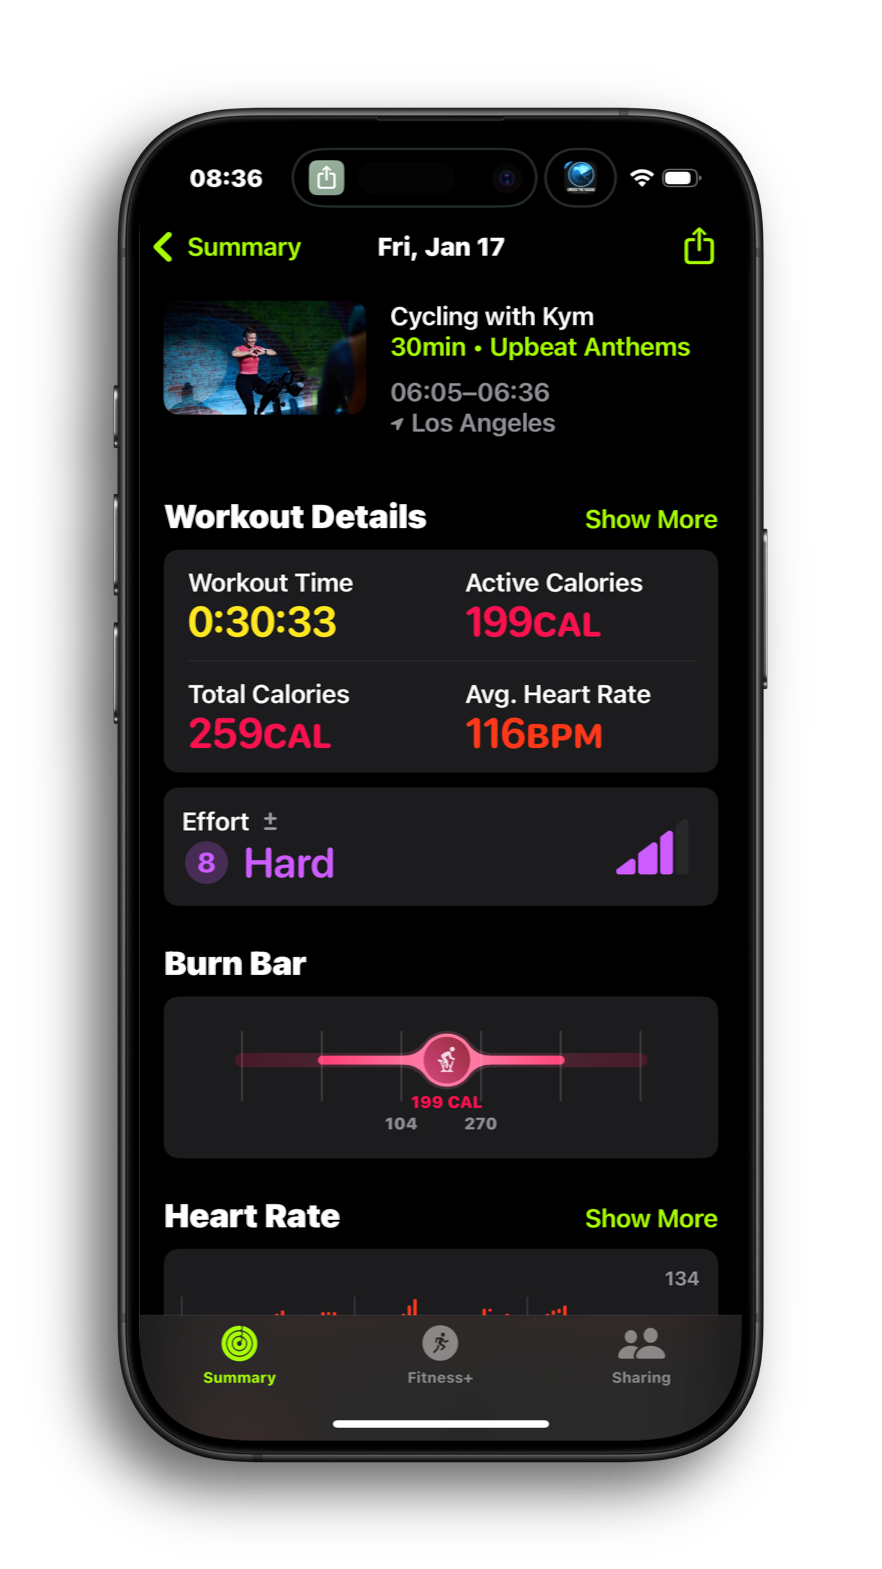 08:36
Summary
Fri, Jan 17
Cycling with Kym
30min • Upbeat Anthems
06:05–06:36
Los Angeles
Workout Details
Show More
Workout Time
Active Calories
0:30:33
199CAL
Total Calories
Avg. Heart Rate
259CAL
116BPM
Effort ±
8 Hard
Burn Bar
199 CAL
104 270
Heart Rate
Show More
134
Summary
Fitness+
Sharing